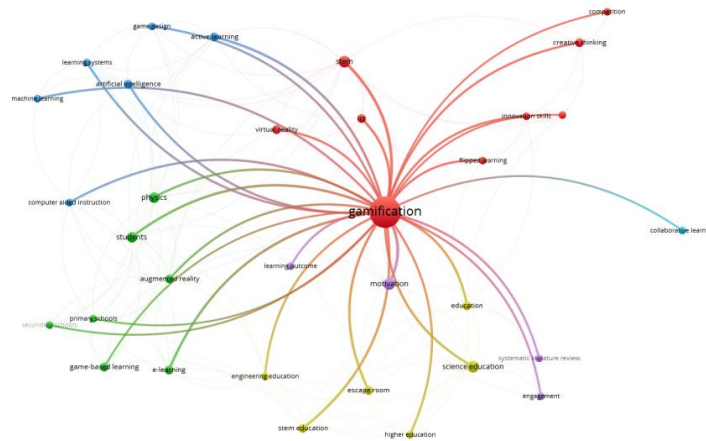 competition
game design
active learning
creative thinking
learning systems
stem
artificial intelligence
machine learning
innovation skills
virtual reality
flipped learning
physics
computer aided instruction
gamification
students
collaborative learn
learning outcome
augmented reality
motivation
education
primary schools
secondary schools
systematic literature review
game-based learning
e-learning
engineering education
science education
escape room
engagement
stem education
higher education